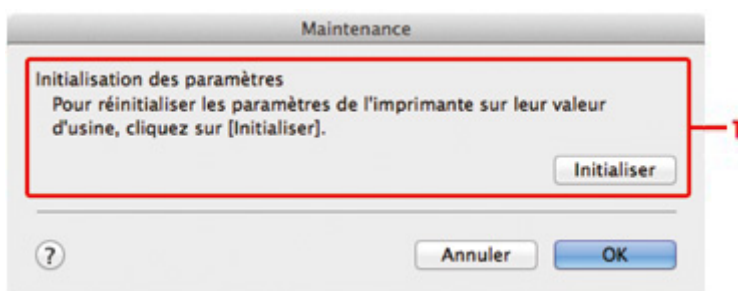 Maintenance
Initialisation des paramètres
Pour réinitialiser les paramètres de l'imprimante sur leur valeur
d'usine, cliquez sur [Initialiser].
1
Initialiser
?
Annuler
OK